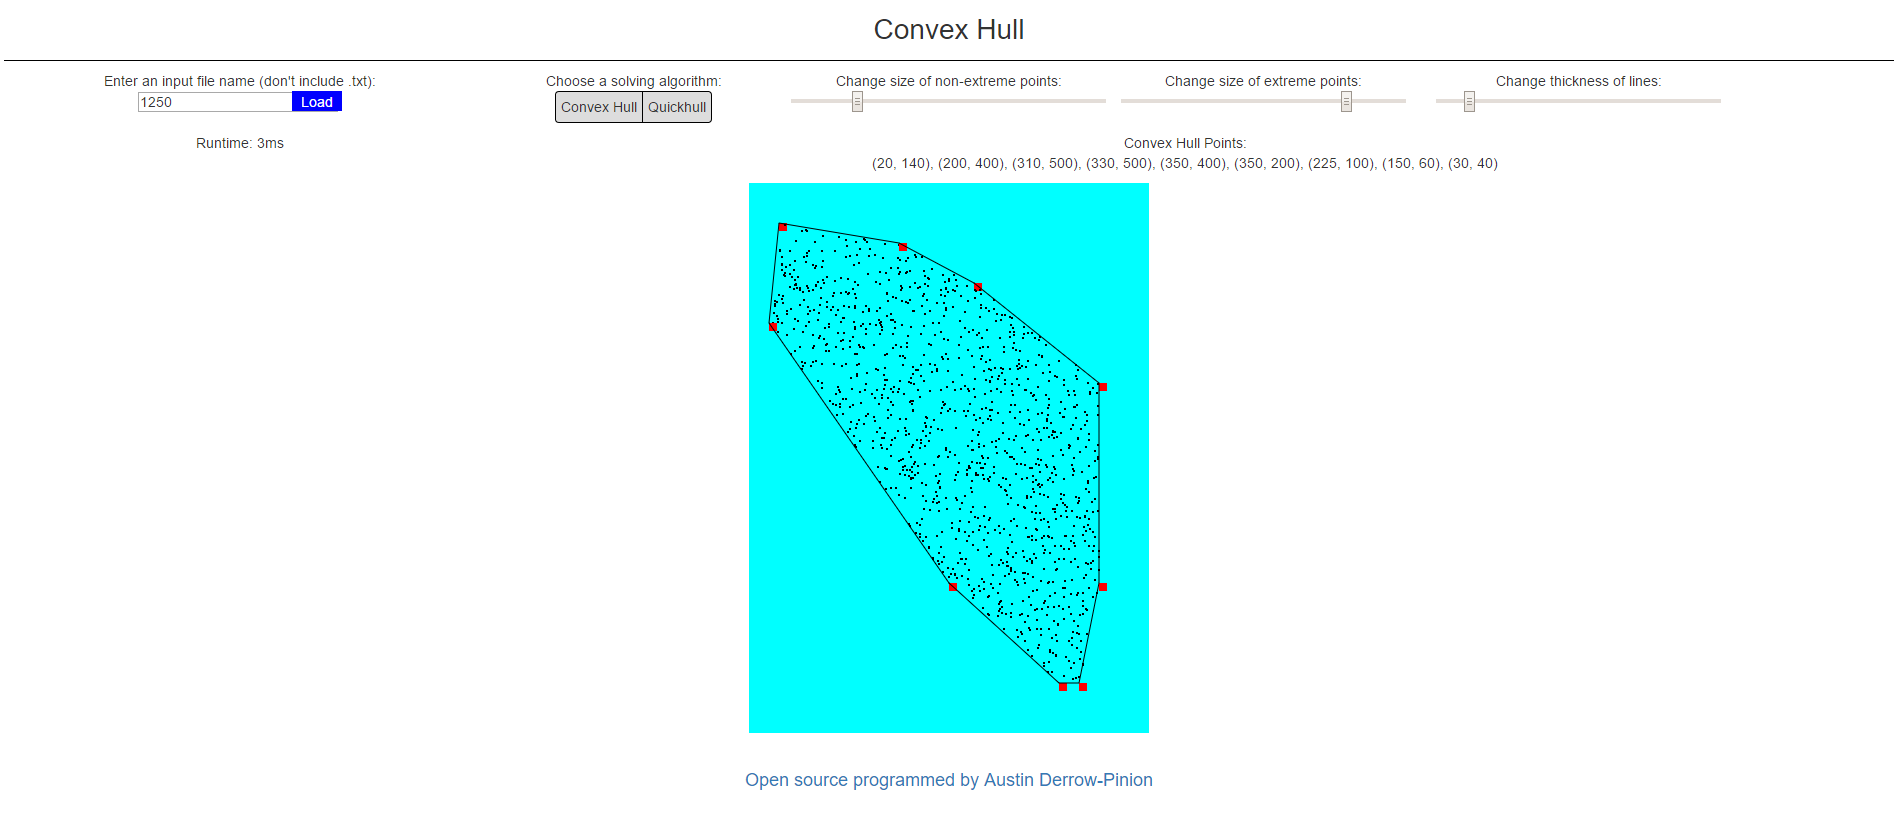 Convex Hull
Enter an input file name (don't include .txt):
1250 Load
Choose a solving algorithm:
Convex Hull Quickhull
Change size of non-extreme points:
Change size of extreme points:
Change thickness of lines:
Runtime: 3ms
Convex Hull Points:
(20, 140), (200, 400), (310, 500), (330, 500), (350, 400), (350, 200), (225, 100), (150, 60), (30, 40)
Open source programmed by Austin Derrow-Pinion